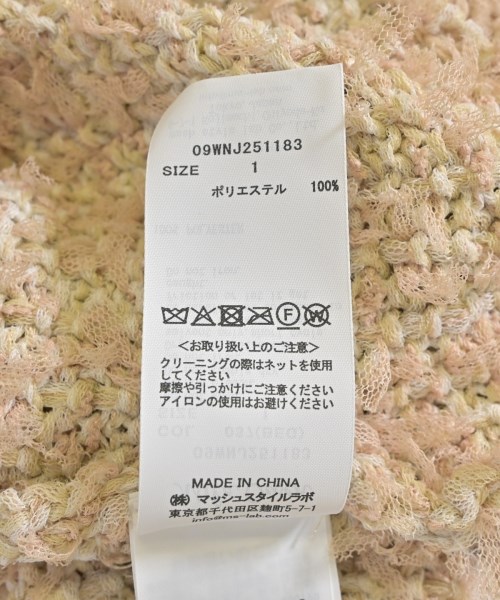 09WNJ251183
SIZE 1
ポリエステル 100%
<お取り扱い上のご注意>
クリーニングの際はネットを使用
してください
摩擦や引っかけにご注意ください
アイロンの使用はお避けください
MADE IN CHINA
(株) マッシュスタイルラボ
東京都千代田区麹町5-7-1
info@ms-lab.com